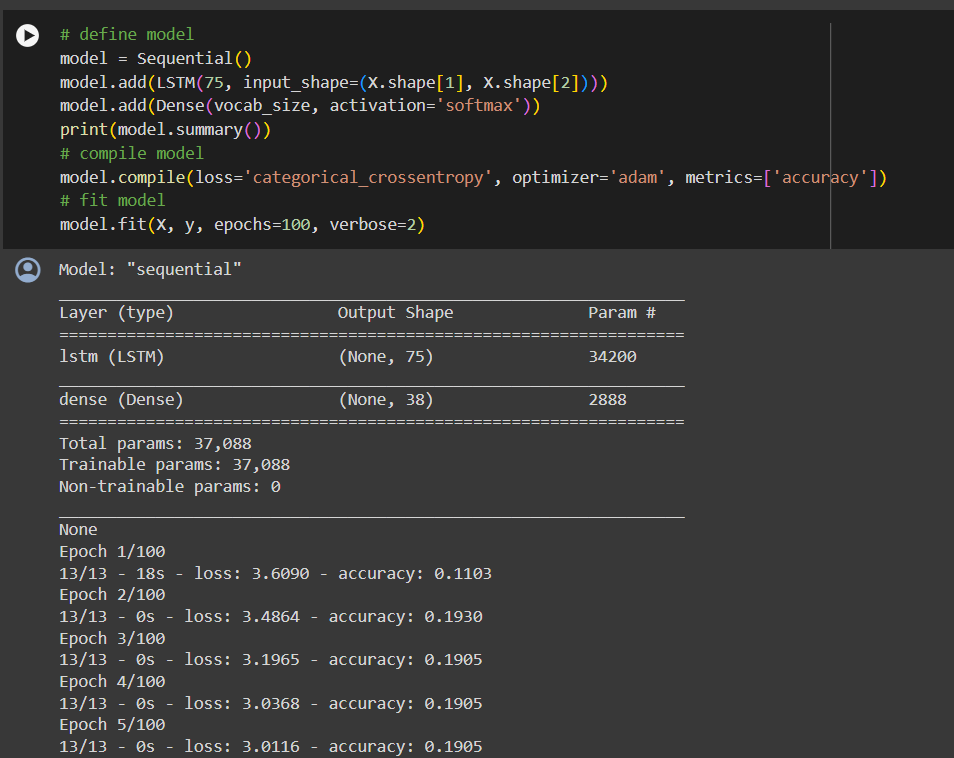 # define model
model = Sequential()
model.add(LSTM(75, input_shape=(X.shape[1], X.shape[2])))
model.add(Dense(vocab_size, activation='softmax'))
print(model.summary())
# compile model
model.compile(loss='categorical_crossentropy', optimizer='adam', metrics=['accuracy'])
# fit model
model.fit(X, y, epochs=100, verbose=2)
Model: "sequential"
_________________________________________________________________
Layer (type)                 Output Shape              Param #
=================================================================
lstm (LSTM)                  (None, 75)                34200
_________________________________________________________________
dense (Dense)                (None, 38)                2888
=================================================================
Total params: 37,088
Trainable params: 37,088
Non-trainable params: 0
_________________________________________________________________
None
Epoch 1/100
13/13 - 18s - loss: 3.6090 - accuracy: 0.1103
Epoch 2/100
13/13 - 0s - loss: 3.4864 - accuracy: 0.1930
Epoch 3/100
13/13 - 0s - loss: 3.1965 - accuracy: 0.1905
Epoch 4/100
13/13 - 0s - loss: 3.0368 - accuracy: 0.1905
Epoch 5/100
13/13 - 0s - loss: 3.0116 - accuracy: 0.1905